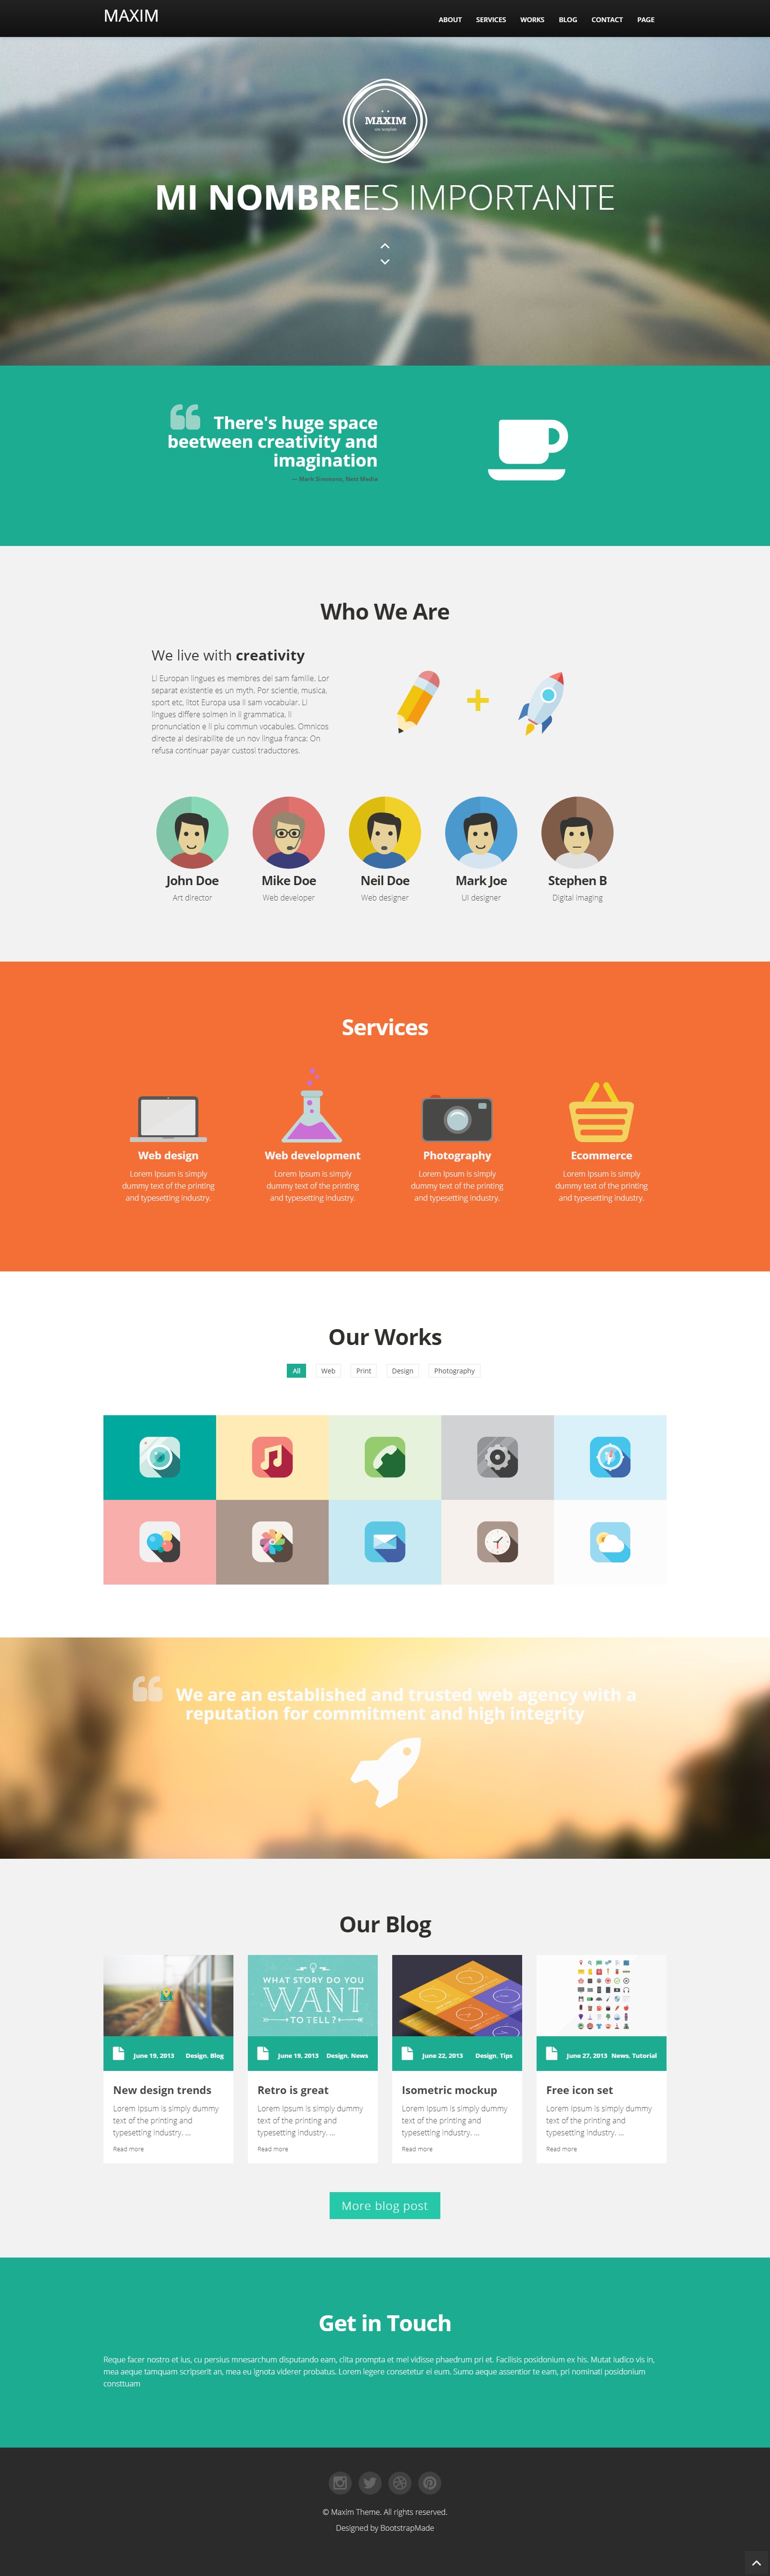 MAXIM
ABOUT SERVICES WORKS BLOG CONTACT PAGE
MAXIM
MI NOMBREES IMPORTANTE
There's huge space
beetween creativity and
imagination
— Mark Simmons, Nett Media
Who We Are
We live with creativity
Li Europan lingues es membres del sam familie. Lor
separat existentie es un myth. Por scientie, musica,
sport etc, litot Europa usa li sam vocabular. Li
lingues differe solmen in li grammatica, li
pronunciation e li plu commun vocabules. Omnicos
directe al desirabilite de un nov lingua franca: On
refusa continuar payar custosi traductores.
John Doe
Art director
Mike Doe
Web developer
Neil Doe
Web designer
Mark Joe
UI designer
Stephen B
Digital imaging
Services
Web design
Lorem Ipsum is simply
dummy text of the printing
and typesetting industry.
Web development
Lorem Ipsum is simply
dummy text of the printing
and typesetting industry.
Photography
Lorem Ipsum is simply
dummy text of the printing
and typesetting industry.
Ecommerce
Lorem Ipsum is simply
dummy text of the printing
and typesetting industry.
Our Works
All Web Print Design Photography
We are an established and trusted web agency with a
reputation for commitment and high integrity
Our Blog
June 19, 2013 Design, Blog
New design trends
Lorem Ipsum is simply dummy
text of the printing and
typesetting industry. ...
Read more
WHAT STORY DO YOU
WANT
TO TELL?
June 19, 2013 Design, News
Retro is great
Lorem Ipsum is simply dummy
text of the printing and
typesetting industry. ...
Read more
June 22, 2013 Design, Tips
Isometric mockup
Lorem Ipsum is simply dummy
text of the printing and
typesetting industry. ...
Read more
June 27, 2013 News, Tutorial
Free icon set
Lorem Ipsum is simply dummy
text of the printing and
typesetting industry. ...
Read more
More blog post
Get in Touch
Reque facer nostro et ius, cu persius mnesarchum disputando eam, clita prompta et mel vidisse phaedrum pri et. Facilisis posidonium ex his. Mutat iudico vis in,
mea aeque tamquam scripserit an, mea eu ignota viderer probatus. Lorem legere consetetur ei eum. Sumo aeque assentior te eam, pri nominati posidonium
consttuam
© Maxim Theme. All rights reserved.
Designed by BootstrapMade